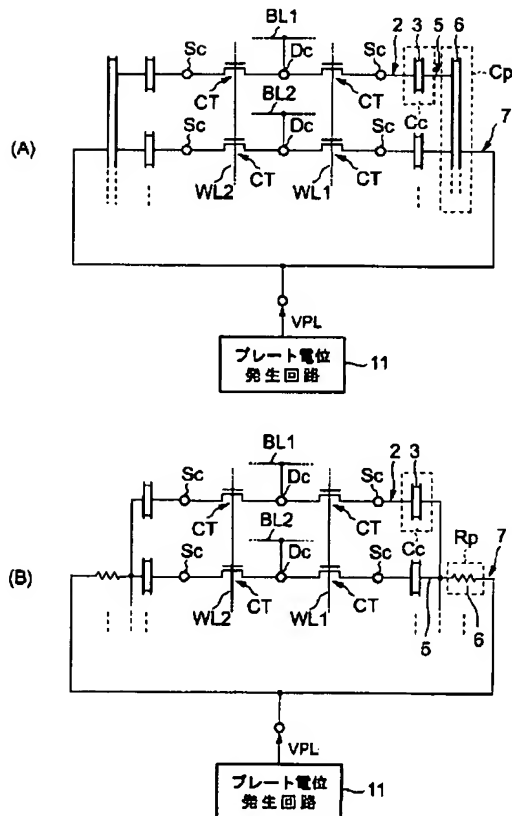 BL1
Sc Dc Sc 2 3 5 6
CT CT Cp
BL2
Cc 7
(A) Sc Dc Sc
WL2 CT WL1 CT
VPL
プレート電位
発生回路 11
BL1
Sc Dc Sc 2 3
CT CT
BL2
Cc Rp 7
(B) Sc Dc Sc
WL2 CT WL1 CT 5 6
VPL
プレート電位
発生回路 11